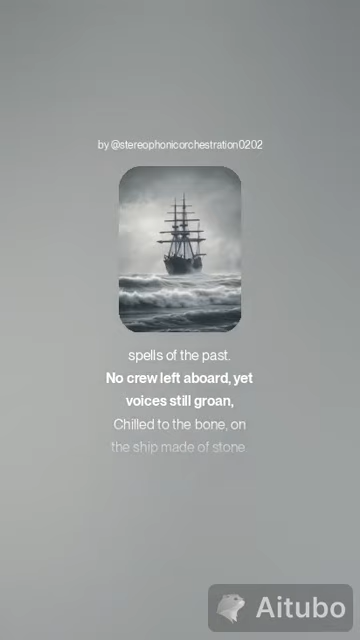 by @stereophonicorchestration0202
spells of the past.
No crew left aboard, yet
voices still groan,
Chilled to the bone, on
the ship made of stone.
Aitubo